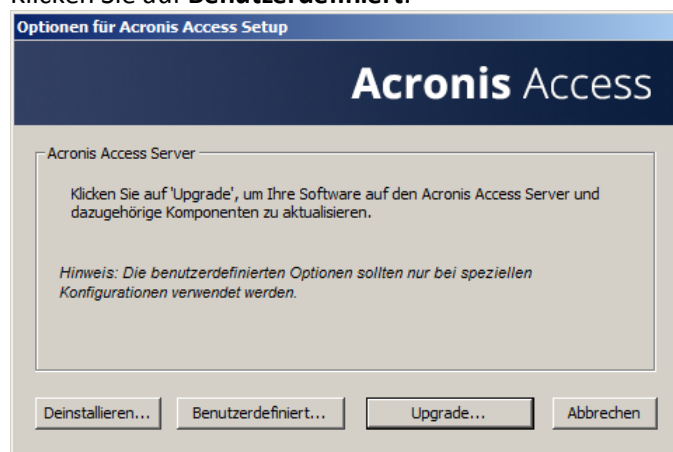 Klicken Sie auf Benutzerdefiniert.
Optionen für Acronis Access Setup
Acronis Access
Acronis Access Server
Klicken Sie auf 'Upgrade', um Ihre Software auf den Acronis Access Server und
dazugehörige Komponenten zu aktualisieren.
Hinweis: Die benutzerdefinierten Optionen sollten nur bei speziellen
Konfigurationen verwendet werden.
Deinstallieren... Benutzerdefiniert... Upgrade... Abbrechen